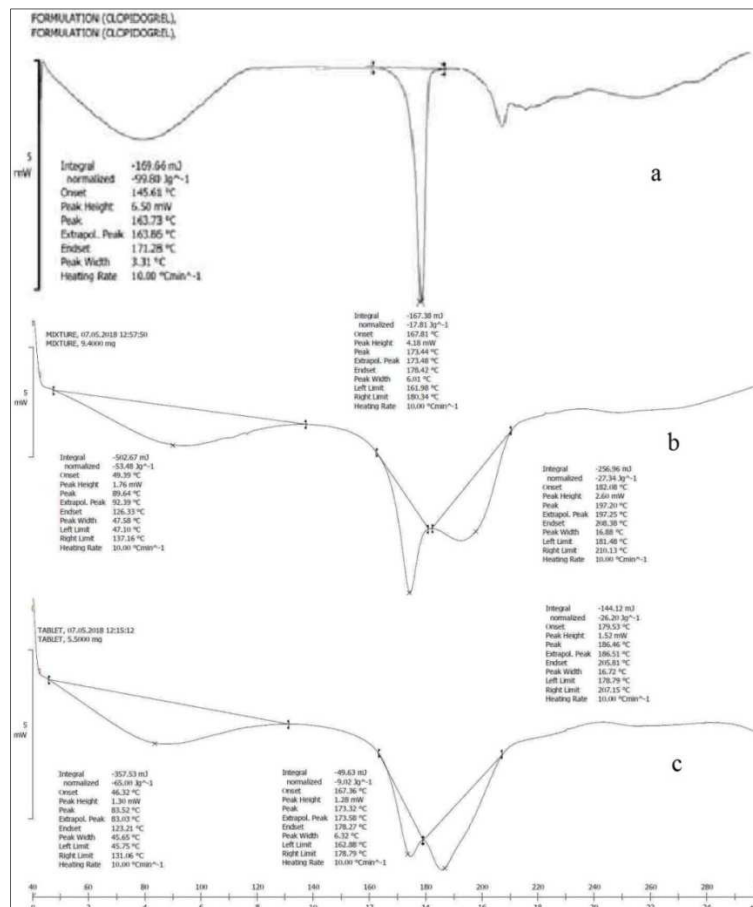 FORMULATION (CLOPIDOGREL),
FORMULATION (CLOPIDOGREL),
5
mW
Integral -169.66 mJ
normalized -99.80 Jg^-1
Onset 145.61 °C
Peak Height 6.50 mW
Peak 163.73 °C
Extrapol. Peak 163.86 °C
Endset 171.28 °C
Peak Width 3.31 °C
Heating Rate 10.00 °Cmin^-1
a
MIXTURE, 07.05.2018 12:57:50
MIXTURE, 9.4000 mg
5
mW
Integral -167.38 mJ
normalized -17.81 Jg^-1
Onset 167.81 °C
Peak Height 4.18 mW
Peak 173.44 °C
Extrapol. Peak 173.48 °C
Endset 178.42 °C
Peak Width 6.01 °C
Left Limit 161.98 °C
Right Limit 180.34 °C
Heating Rate 10.00 °Cmin^-1
b
Integral -502.67 mJ
normalized -53.48 Jg^-1
Onset 49.39 °C
Peak Height 1.76 mW
Peak 89.64 °C
Extrapol. Peak 92.39 °C
Endset 126.33 °C
Peak Width 47.58 °C
Left Limit 47.10 °C
Right Limit 137.16 °C
Heating Rate 10.00 °Cmin^-1
Integral -256.96 mJ
normalized -27.34 Jg^-1
Onset 182.08 °C
Peak Height 2.60 mW
Peak 197.20 °C
Extrapol. Peak 197.25 °C
Endset 208.38 °C
Peak Width 16.88 °C
Left Limit 181.48 °C
Right Limit 210.13 °C
Heating Rate 10.00 °Cmin^-1
TABLET, 07.05.2018 12:15:12
TABLET, 5.5000 mg
5
mW
Integral -144.12 mJ
normalized -26.20 Jg^-1
Onset 179.53 °C
Peak Height 1.52 mW
Peak 186.46 °C
Extrapol. Peak 186.51 °C
Endset 205.81 °C
Peak Width 16.72 °C
Left Limit 178.79 °C
Right Limit 207.15 °C
Heating Rate 10.00 °Cmin^-1
c
Integral -357.53 mJ
normalized -65.00 Jg^-1
Onset 46.32 °C
Peak Height 1.30 mW
Peak 83.52 °C
Extrapol. Peak 83.03 °C
Endset 123.21 °C
Peak Width 45.65 °C
Left Limit 45.75 °C
Right Limit 131.06 °C
Heating Rate 10.00 °Cmin^-1
Integral -49.63 mJ
normalized -9.02 Jg^-1
Onset 167.36 °C
Peak Height 1.28 mW
Peak 173.32 °C
Extrapol. Peak 173.58 °C
Endset 178.27 °C
Peak Width 6.32 °C
Left Limit 162.88 °C
Right Limit 178.79 °C
Heating Rate 10.00 °Cmin^-1
40 60 80 100 120 140 160 180 200 220 240 260 280